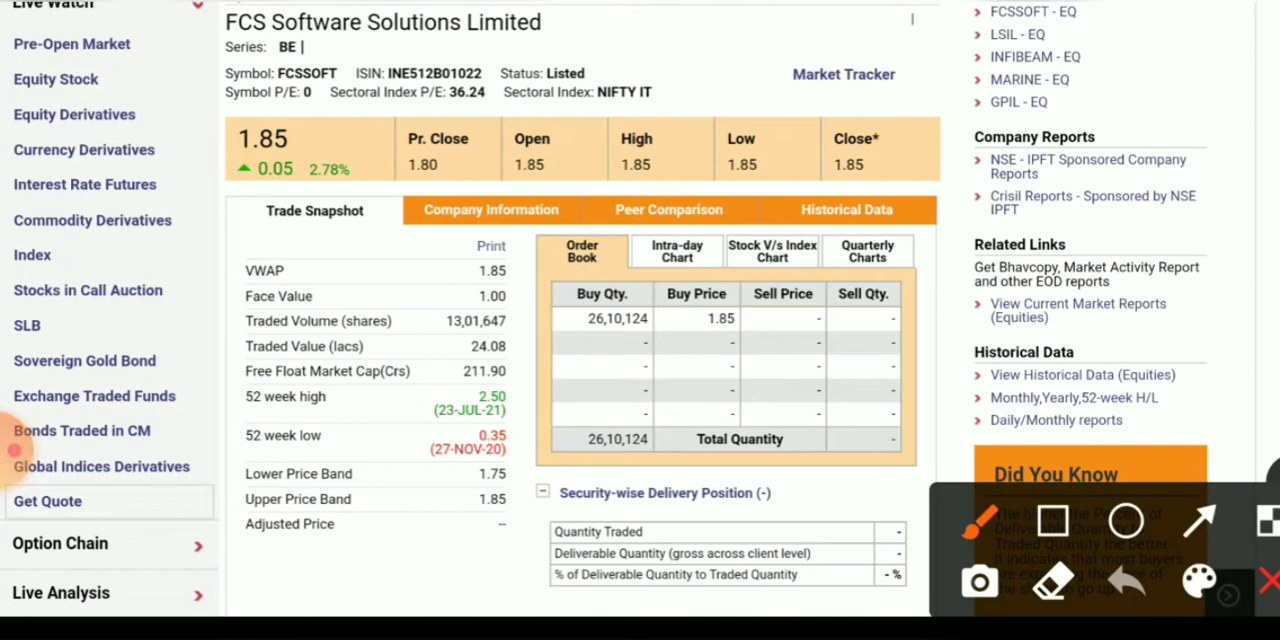 Live Watch
Pre-Open Market
Equity Stock
Equity Derivatives
Currency Derivatives
Interest Rate Futures
Commodity Derivatives
Index
Stocks in Call Auction
SLB
Sovereign Gold Bond
Exchange Traded Funds
Bonds Traded in CM
Global Indices Derivatives
Get Quote
Option Chain
Live Analysis
FCS Software Solutions Limited
Series: BE |
Symbol: FCSSOFT ISIN: INE512B01022 Status: Listed
Symbol P/E: 0 Sectoral Index P/E: 36.24 Sectoral Index: NIFTY IT
Market Tracker
1.85
0.05 2.78%
Pr. Close Open High Low Close*
1.80 1.85 1.85 1.85 1.85
Trade Snapshot Company Information Peer Comparison Historical Data
Print
VWAP 1.85
Face Value 1.00
Traded Volume (shares) 13,01,647
Traded Value (lacs) 24.08
Free Float Market Cap(Crs) 211.90
52 week high 2.50
(23-JUL-21)
52 week low 0.35
(27-NOV-20)
Lower Price Band 1.75
Upper Price Band 1.85
Adjusted Price --
Order Book
Intra-day Chart
Stock V/s Index Chart
Quarterly Charts
Buy Qty. Buy Price Sell Price Sell Qty.
26,10,124 1.85 - -
- - - -
- - - -
- - - -
- - - -
26,10,124 Total Quantity -
Security-wise Delivery Position (-)
Quantity Traded -
Deliverable Quantity (gross across client level) -
% of Deliverable Quantity to Traded Quantity - %
FCSSOFT - EQ
LSIL - EQ
INFIBEAM - EQ
MARINE - EQ
GPIL - EQ
Company Reports
NSE - IPFT Sponsored Company
Reports
Crisil Reports - Sponsored by NSE
IPFT
Related Links
Get Bhavcopy, Market Activity Report
and other EOD reports
View Current Market Reports
(Equities)
Historical Data
View Historical Data (Equities)
Monthly,Yearly,52-week H/L
Daily/Monthly reports
Did You Know